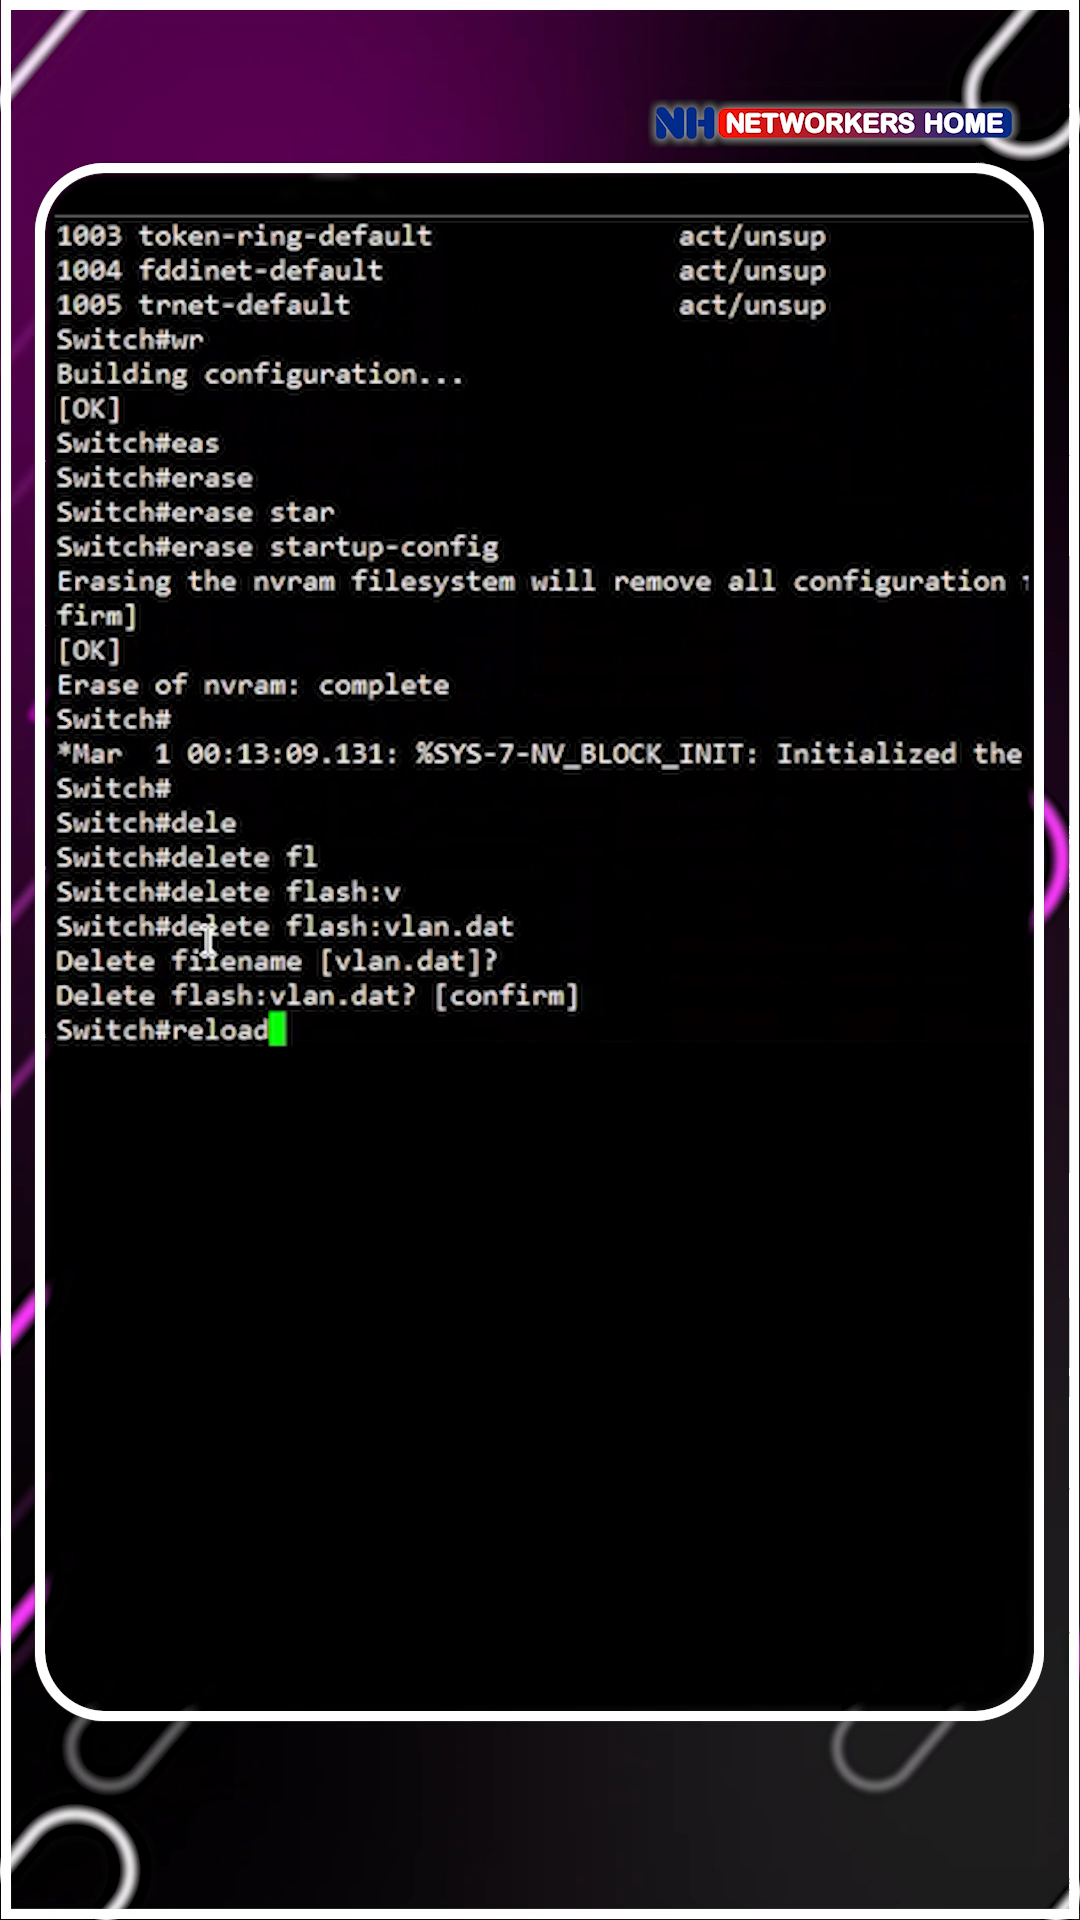 NH NETWORKERS HOME
1003 token-ring-default act/unsup
1004 fddinet-default act/unsup
1005 trnet-default act/unsup
Switch#wr
Building configuration...
[OK]
Switch#eas
Switch#erase
Switch#erase star
Switch#erase startup-config
Erasing the nvram filesystem will remove all configuration
firm]
[OK]
Erase of nvram: complete
Switch#
*Mar  1 00:13:09.131: %SYS-7-NV_BLOCK_INIT: Initialized the
Switch#
Switch#dele
Switch#delete fl
Switch#delete flash:v
Switch#delete flash:vlan.dat
Delete filename [vlan.dat]?
Delete flash:vlan.dat? [confirm]
Switch#reload